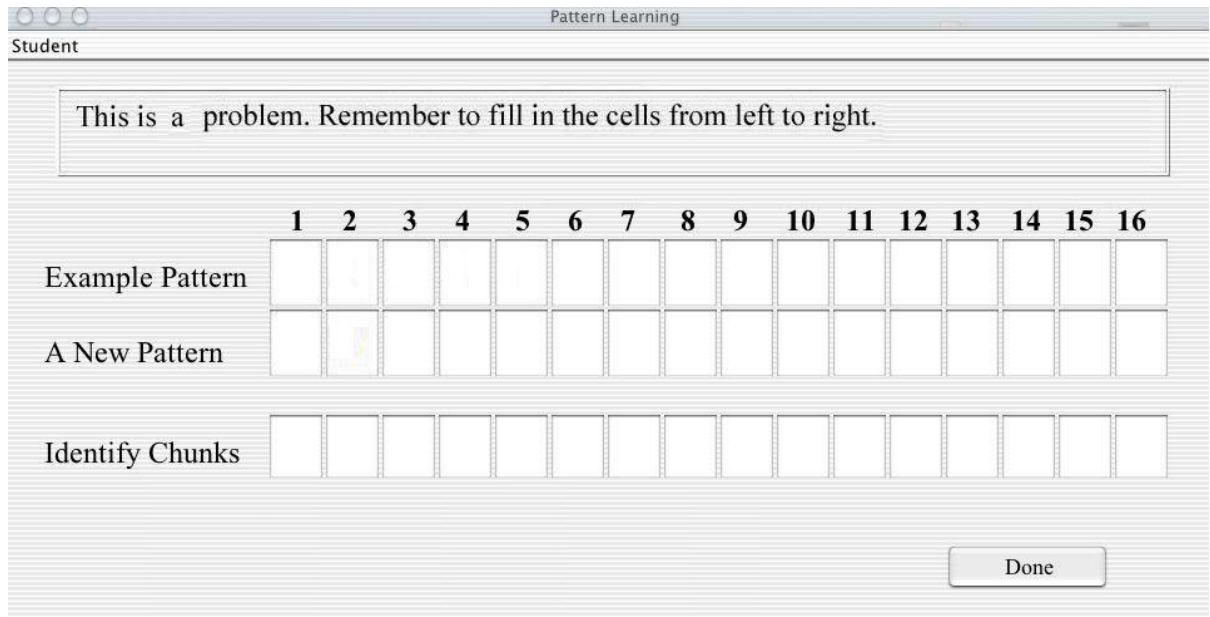 Pattern Learning
Student
This is a problem. Remember to fill in the cells from left to right.
1 2 3 4 5 6 7 8 9 10 11 12 13 14 15 16
Example Pattern
A New Pattern
Identify Chunks
Done